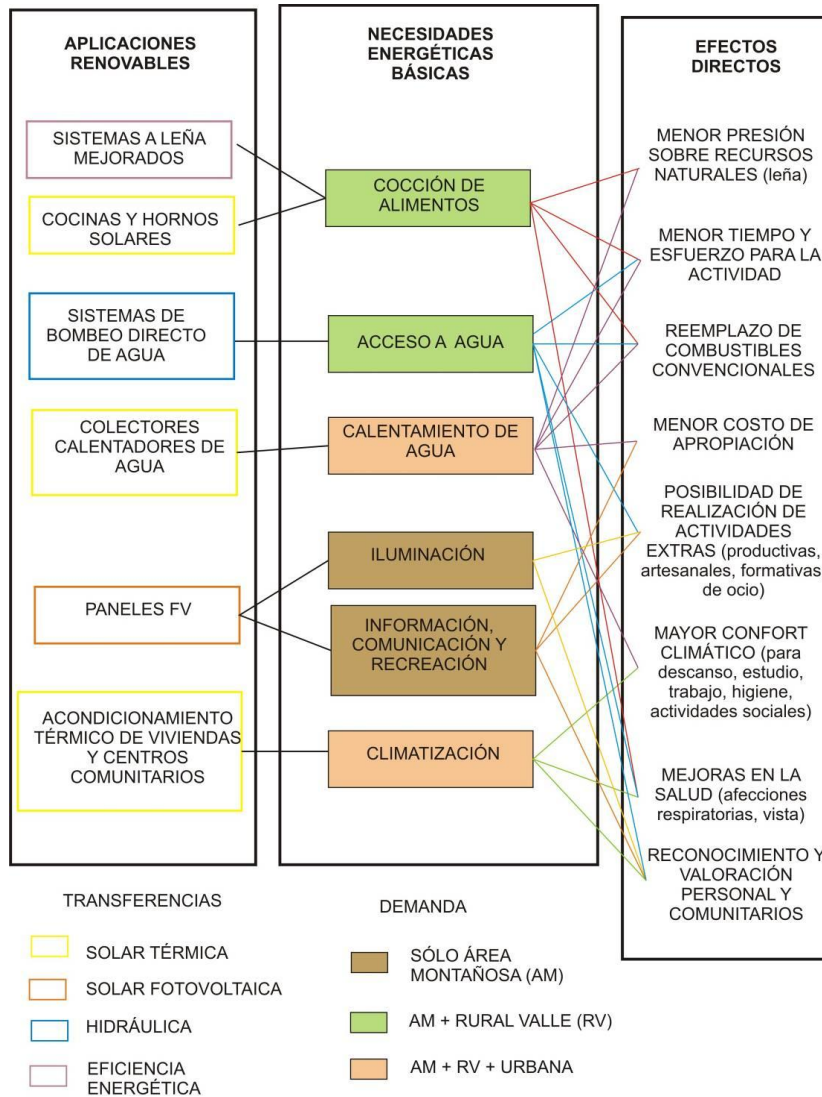 APLICACIONES
RENOVABLES
SISTEMAS A LEÑA
MEJORADOS
COCINAS Y HORNOS
SOLARES
SISTEMAS DE
BOMBEO DIRECTO
DE AGUA
COLECTORES
CALENTADORES DE
AGUA
PANELES FV
ACONDICIONAMIENTO
TÉRMICO DE VIVIENDAS
Y CENTROS
COMUNITARIOS
NECESIDADES
ENERGÉTICAS
BÁSICAS
COCCIÓN DE
ALIMENTOS
ACCESO A AGUA
CALENTAMIENTO DE
AGUA
ILUMINACIÓN
INFORMACIÓN,
COMUNICACIÓN Y
RECREACIÓN
CLIMATIZACIÓN
EFECTOS
DIRECTOS
MENOR PRESIÓN
SOBRE RECURSOS
NATURALES (leña)
MENOR TIEMPO Y
ESFUERZO PARA LA
ACTIVIDAD
REEMPLAZO DE
COMBUSTIBLES
CONVENCIONALES
MENOR COSTO DE
APROPIACIÓN
POSIBILIDAD DE
REALIZACIÓN DE
ACTIVIDADES
EXTRAS (productivas,
artesanales, formativas,
de ocio)
MAYOR CONFORT
CLIMÁTICO (para
descanso, estudio,
trabajo, higiene,
actividades sociales)
MEJORAS EN LA
SALUD (afecciones
respiratorias, vista)
RECONOCIMIENTO Y
VALORACIÓN
PERSONAL Y
COMUNITARIOS
TRANSFERENCIAS
SOLAR TÉRMICA
SOLAR FOTOVOLTAICA
HIDRÁULICA
EFICIENCIA
ENERGÉTICA
DEMANDA
SÓLO ÁREA
MONTAÑOSA (AM)
AM + RURAL VALLE (RV)
AM + RV + URBANA